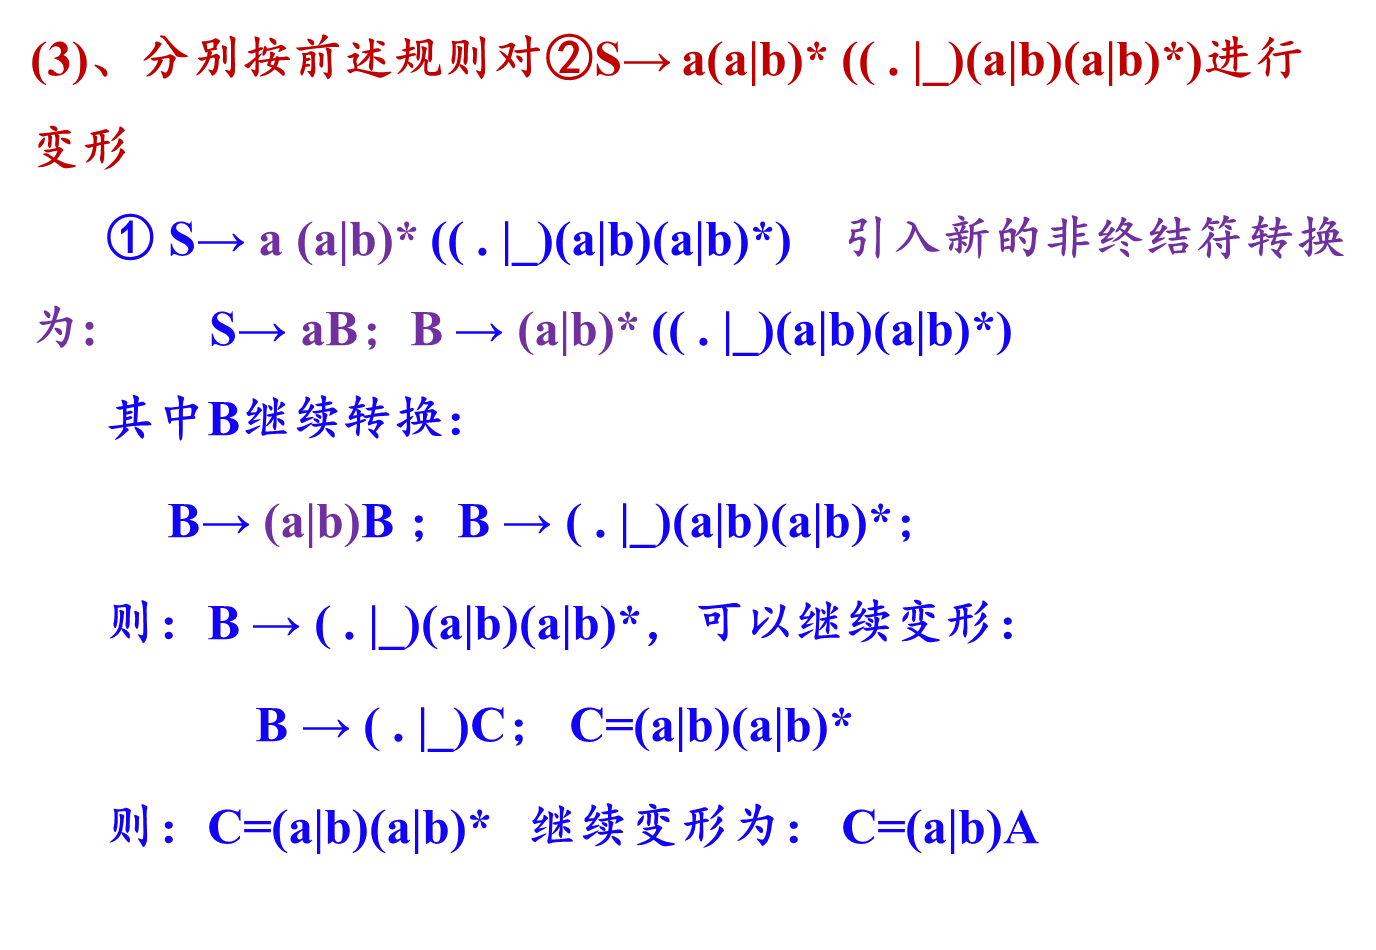 (3)、分别按前述规则对②S→ a(a|b)* (( . |_)(a|b)(a|b)*)进行
变形
① S→ a (a|b)* (( . |_)(a|b)(a|b)*) 引入新的非终结符转换
为： S→ aB；B → (a|b)* (( . |_)(a|b)(a|b)*)
其中B继续转换：
B→ (a|b)B ；B → ( . |_)(a|b)(a|b)*；
则：B → ( . |_)(a|b)(a|b)*，可以继续变形：
B → ( . |_)C； C=(a|b)(a|b)*
则：C=(a|b)(a|b)* 继续变形为： C=(a|b)A